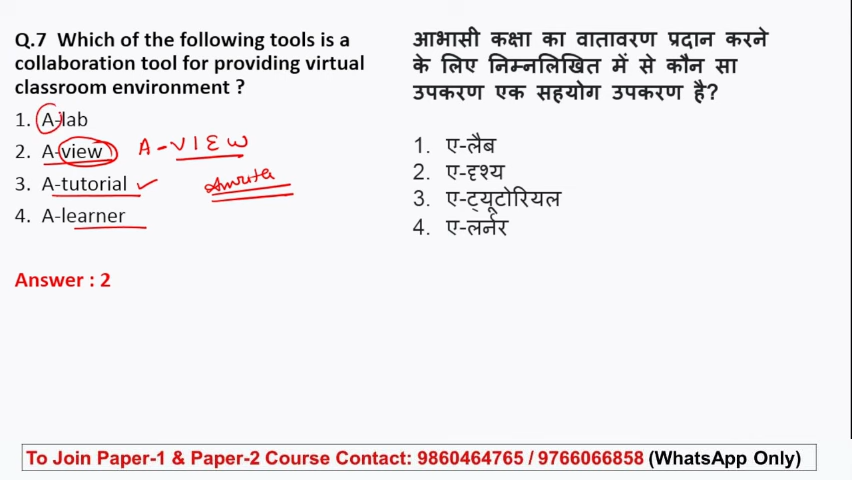 Q.7 Which of the following tools is a
collaboration tool for providing virtual
classroom environment ?
1. A-lab
2. A-view A-VIEW
3. A-tutorial Amrita
4. A-learner
Answer : 2
आभासी कक्षा का वातावरण प्रदान करने
के लिए निम्नलिखित में से कौन सा
उपकरण एक सहयोग उपकरण है?
1. ए-लैब
2. ए-दृश्य
3. ए-ट्यूटोरियल
4. ए-लर्नर
To Join Paper-1 & Paper-2 Course Contact: 9860464765 / 9766066858 (WhatsApp Only)